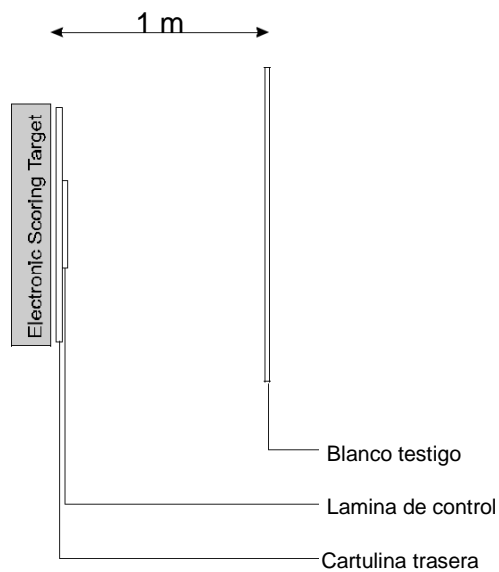 1 m
Electronic Scoring Target
Blanco testigo
Lamina de control
Cartulina trasera